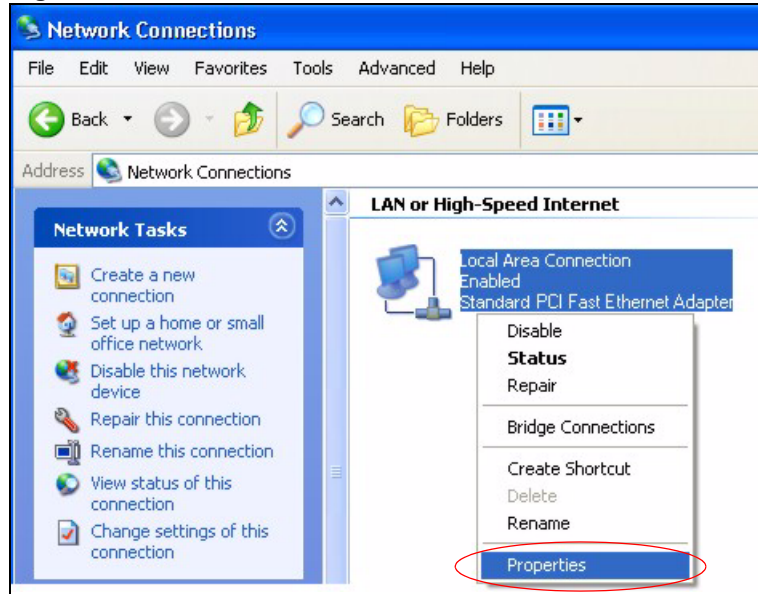 Network Connections
File Edit View Favorites Tools Advanced Help
Back Search Folders
Address Network Connections
Network Tasks
Create a new
connection
Set up a home or small
office network
Disable this network
device
Repair this connection
Rename this connection
View status of this
connection
Change settings of this
connection
LAN or High-Speed Internet
Local Area Connection
Enabled
Standard PCI Fast Ethernet Adapter
Disable
Status
Repair
Bridge Connections
Create Shortcut
Delete
Rename
Properties